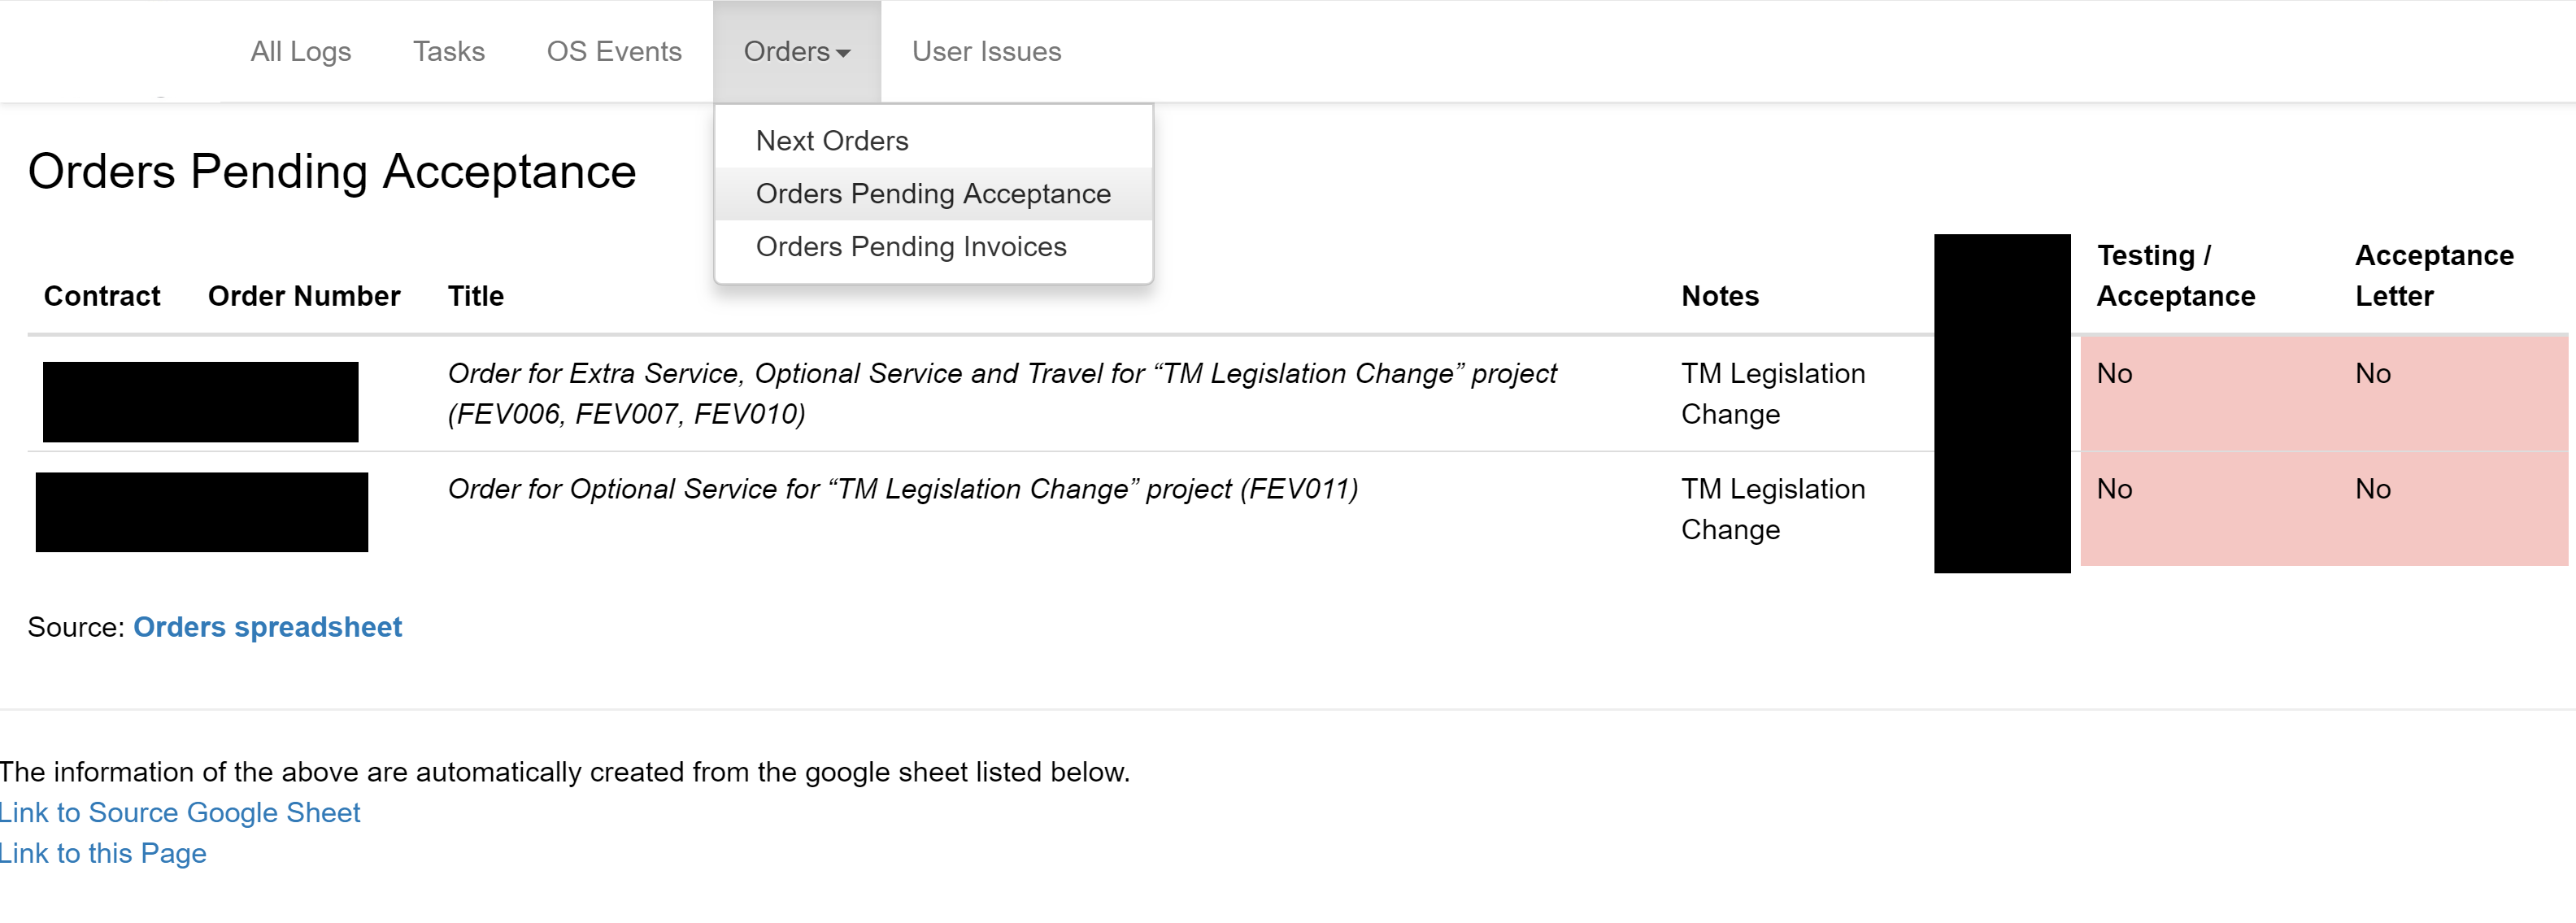 All Logs Tasks OS Events Orders User Issues
Next Orders
Orders Pending Acceptance
Orders Pending Invoices
Orders Pending Acceptance
Contract Order Number Title Notes Testing / Acceptance Acceptance Letter
Order for Extra Service, Optional Service and Travel for “TM Legislation Change” project
(FEV006, FEV007, FEV010)
TM Legislation
Change
No No
Order for Optional Service for “TM Legislation Change” project (FEV011)
TM Legislation
Change
No No
Source: Orders spreadsheet
The information of the above are automatically created from the google sheet listed below.
Link to Source Google Sheet
Link to this Page